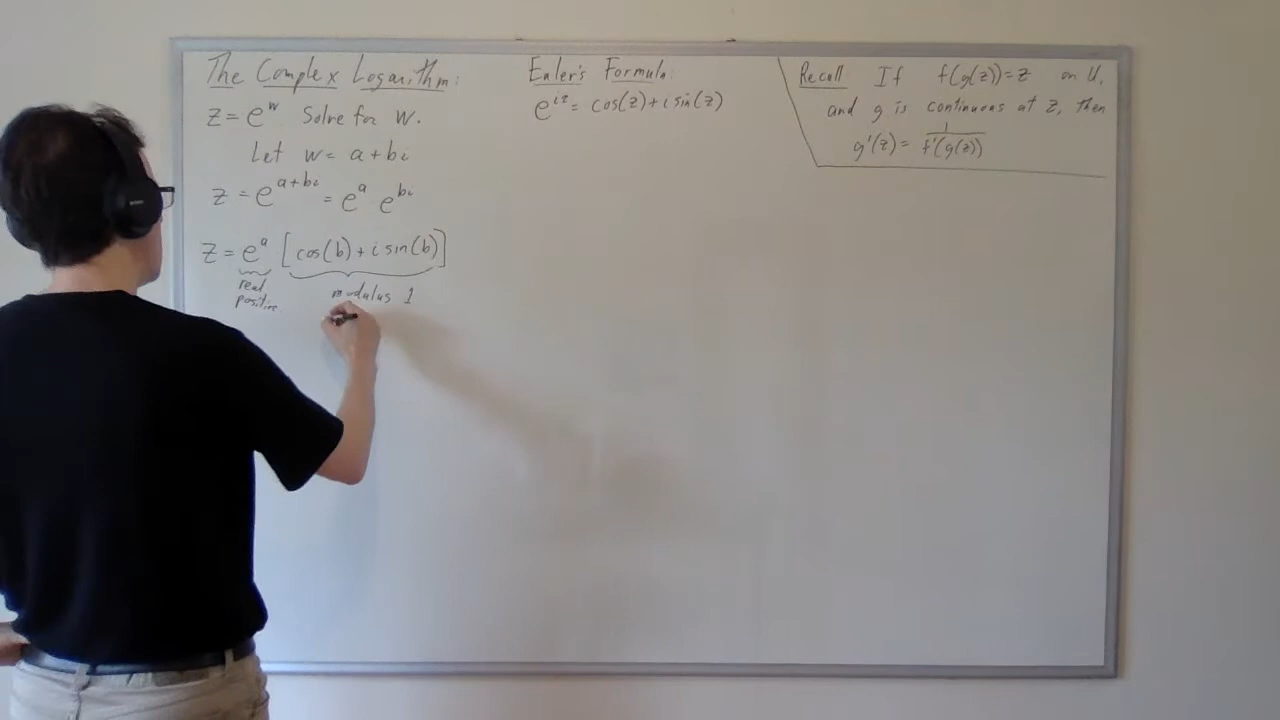 The Complex Logarithm:
z = e^w Solve for w.
Let w = a + bi
z = e^{a+bi} = e^a e^{bi}
z = e^a [cos(b) + i sin(b)]
real
positive
modulus 1
Euler's Formula:
e^{iz} = cos(z) + i sin(z)
Recall: If f(g(z)) = z on U,
and g is continuous at z, then
g'(z) = 1/f'(g(z))